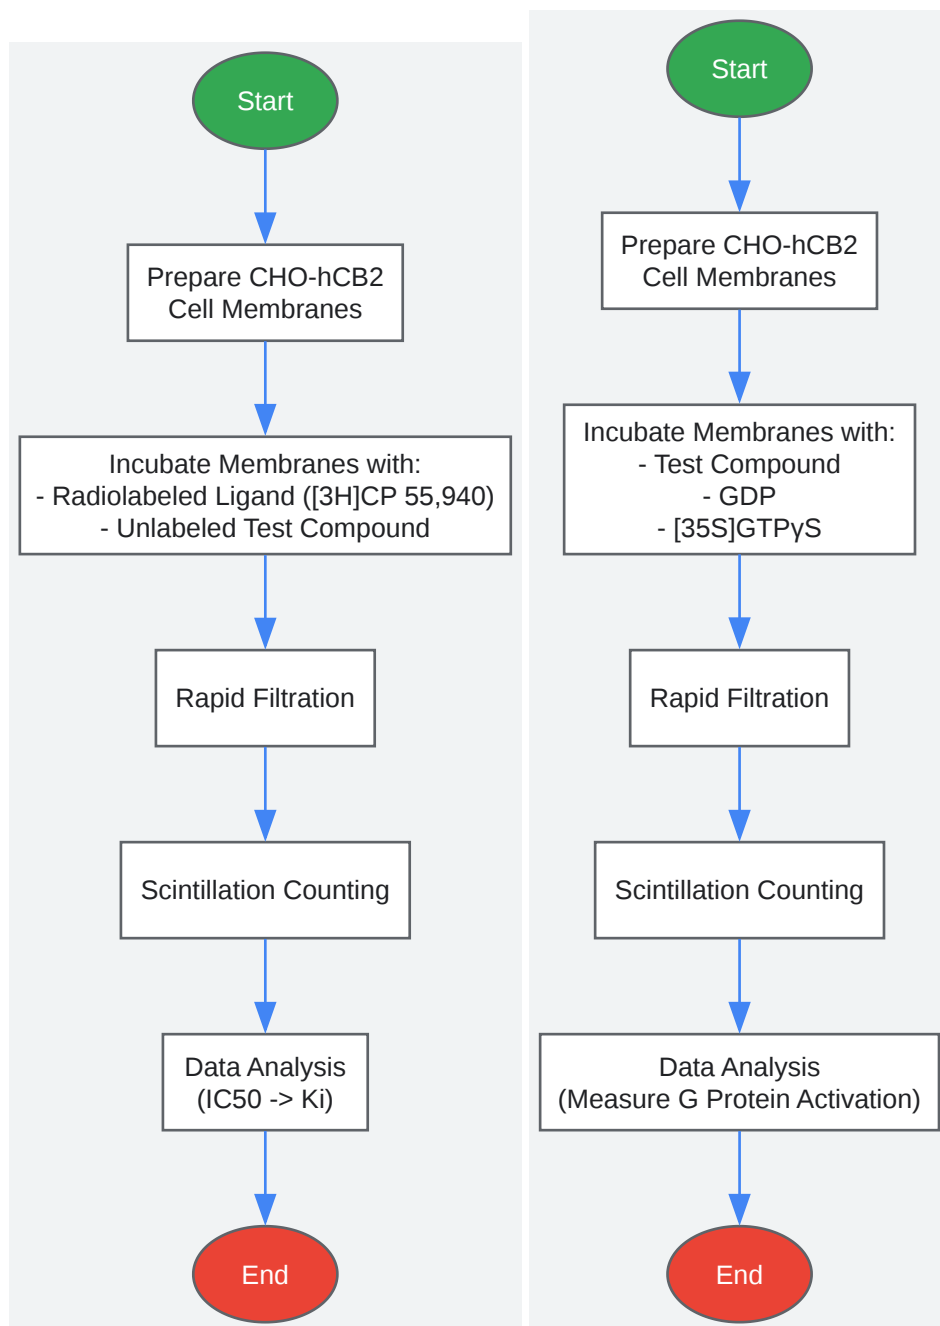 Start
Prepare CHO-hCB2
Cell Membranes
Incubate Membranes with:
- Radiolabeled Ligand ([3H]CP 55,940)
- Unlabeled Test Compound
Rapid Filtration
Scintillation Counting
Data Analysis
(IC50 -> Ki)
End
Start
Prepare CHO-hCB2
Cell Membranes
Incubate Membranes with:
- Test Compound
- GDP
- [35S]GTPγS
Rapid Filtration
Scintillation Counting
Data Analysis
(Measure G Protein Activation)
End